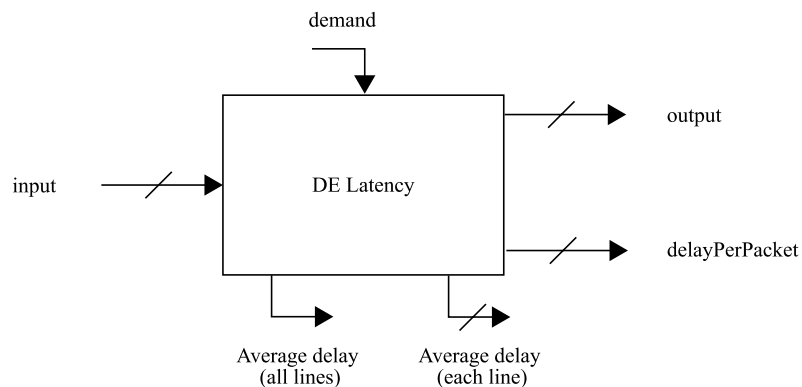 demand
output
input
DE Latency
delayPerPacket
Average delay
(all lines)
Average delay
(each line)